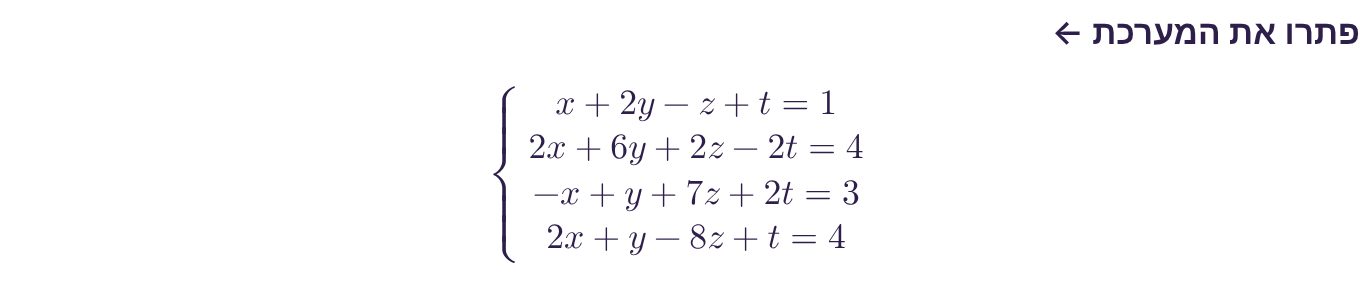 פתרו את המערכת ←
x + 2y − z + t = 1
2x + 6y + 2z − 2t = 4
−x + y + 7z + 2t = 3
2x + y − 8z + t = 4